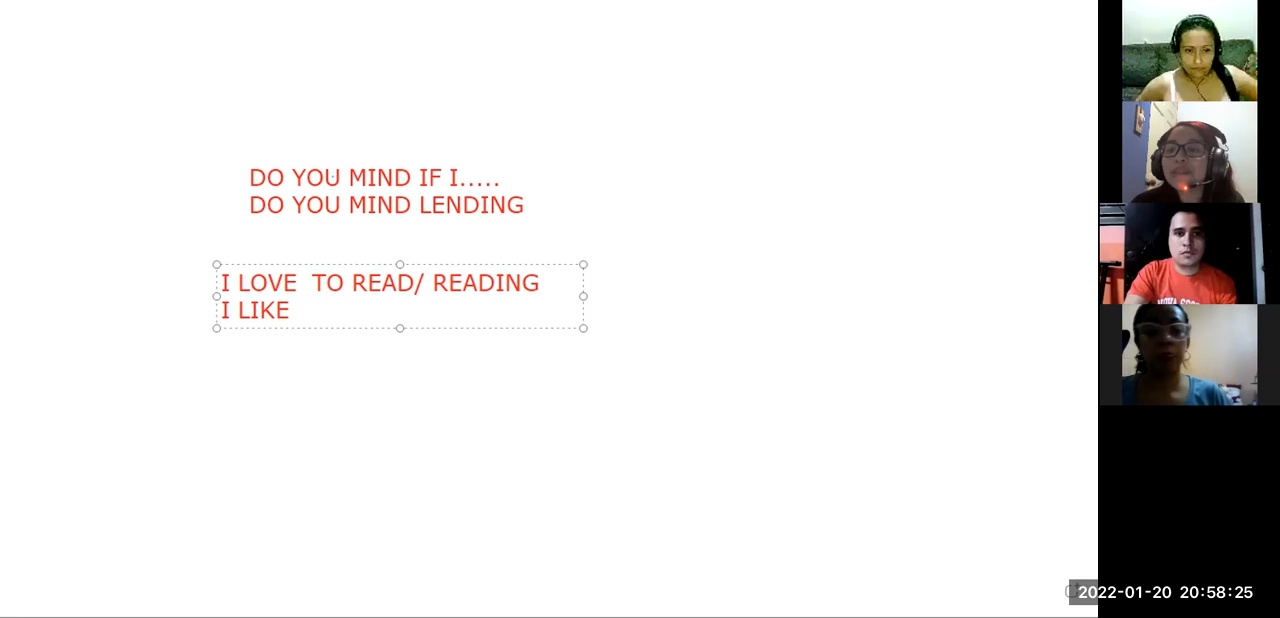 DO YOU MIND IF I.....
DO YOU MIND LENDING
I LOVE  TO READ/ READING
I LIKE
2022-01-20 20:58:25